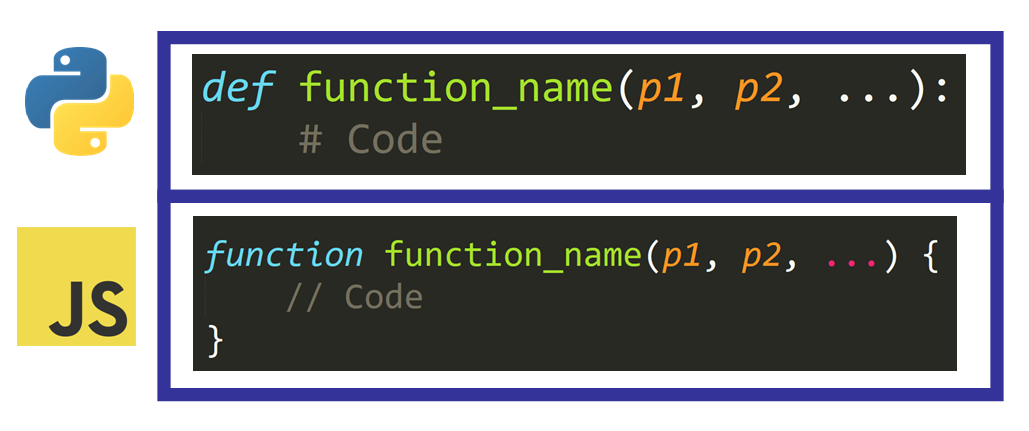 def function_name(p1, p2, ...):
# Code
function function_name(p1, p2, ...) {
// Code
}
JS